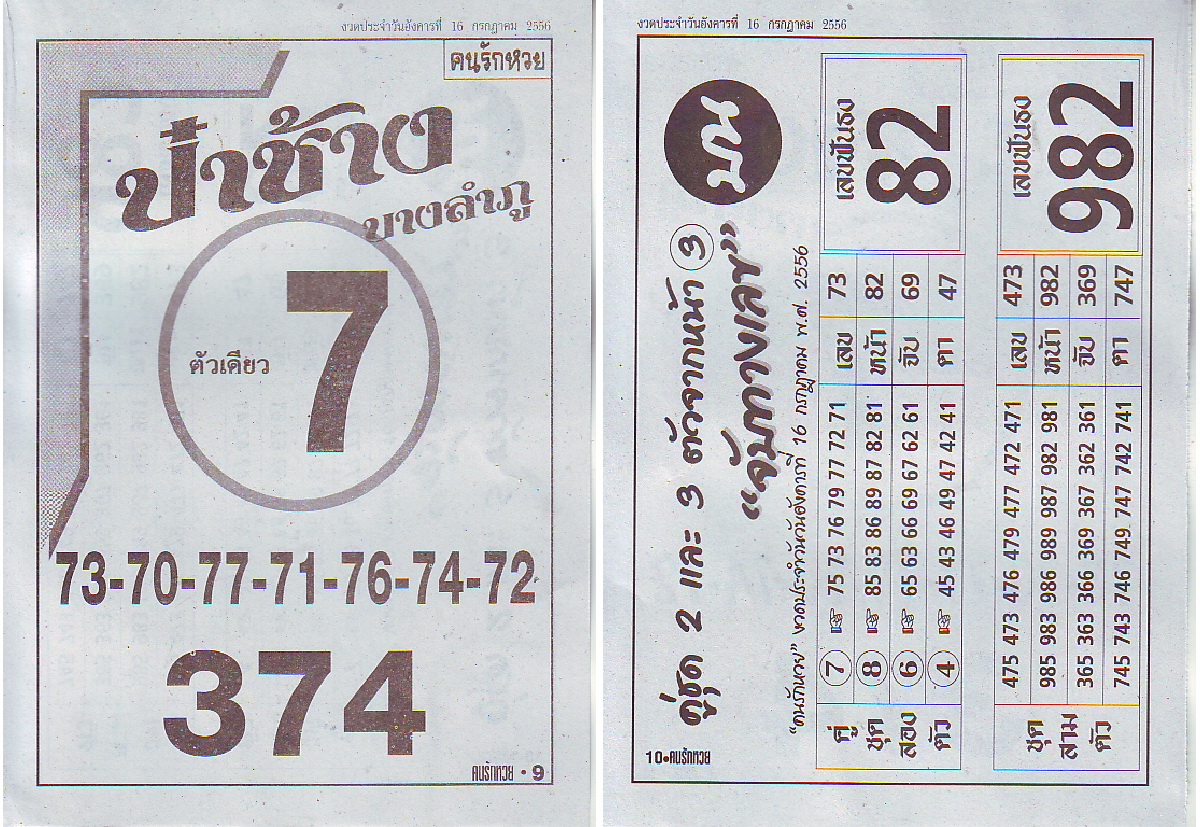 งวดประจำวันอังคารที่ 16 กรกฎาคม 2556
คนรักหวย
ป๋าช้าง
บางลำภู
ตัวเดียว
7
73-70-77-71-76-74-72
374
คนรักหวย • 9
งวดประจำวันอังคารที่ 16 กรกฎาคม 2556
คู่ชุด 2 และ 3 ตัวจากหน้า 3
บน
"จับทางเลข"
"คนรักหวย" งวดประจำวันอังคารที่ 16 กรกฎาคม พ.ศ. 2556
คู่ 7 75 73 76 79 77 72 71 เลข 73
ชุด 8 85 83 86 89 87 82 81 หน้า 82
สอง 6 65 63 66 69 67 62 61 จับ 69
ตัว 4 45 43 46 49 47 42 41 ตา 47
เลขฟันธง
82
475 473 476 479 477 472 471 เลข 473
ชุด 985 983 986 989 987 982 981 หน้า 982
สาม 365 363 366 369 367 362 361 จับ 369
ตัว 745 743 746 749 747 742 741 ตา 747
เลขฟันธง
982
10•คนรักหวย